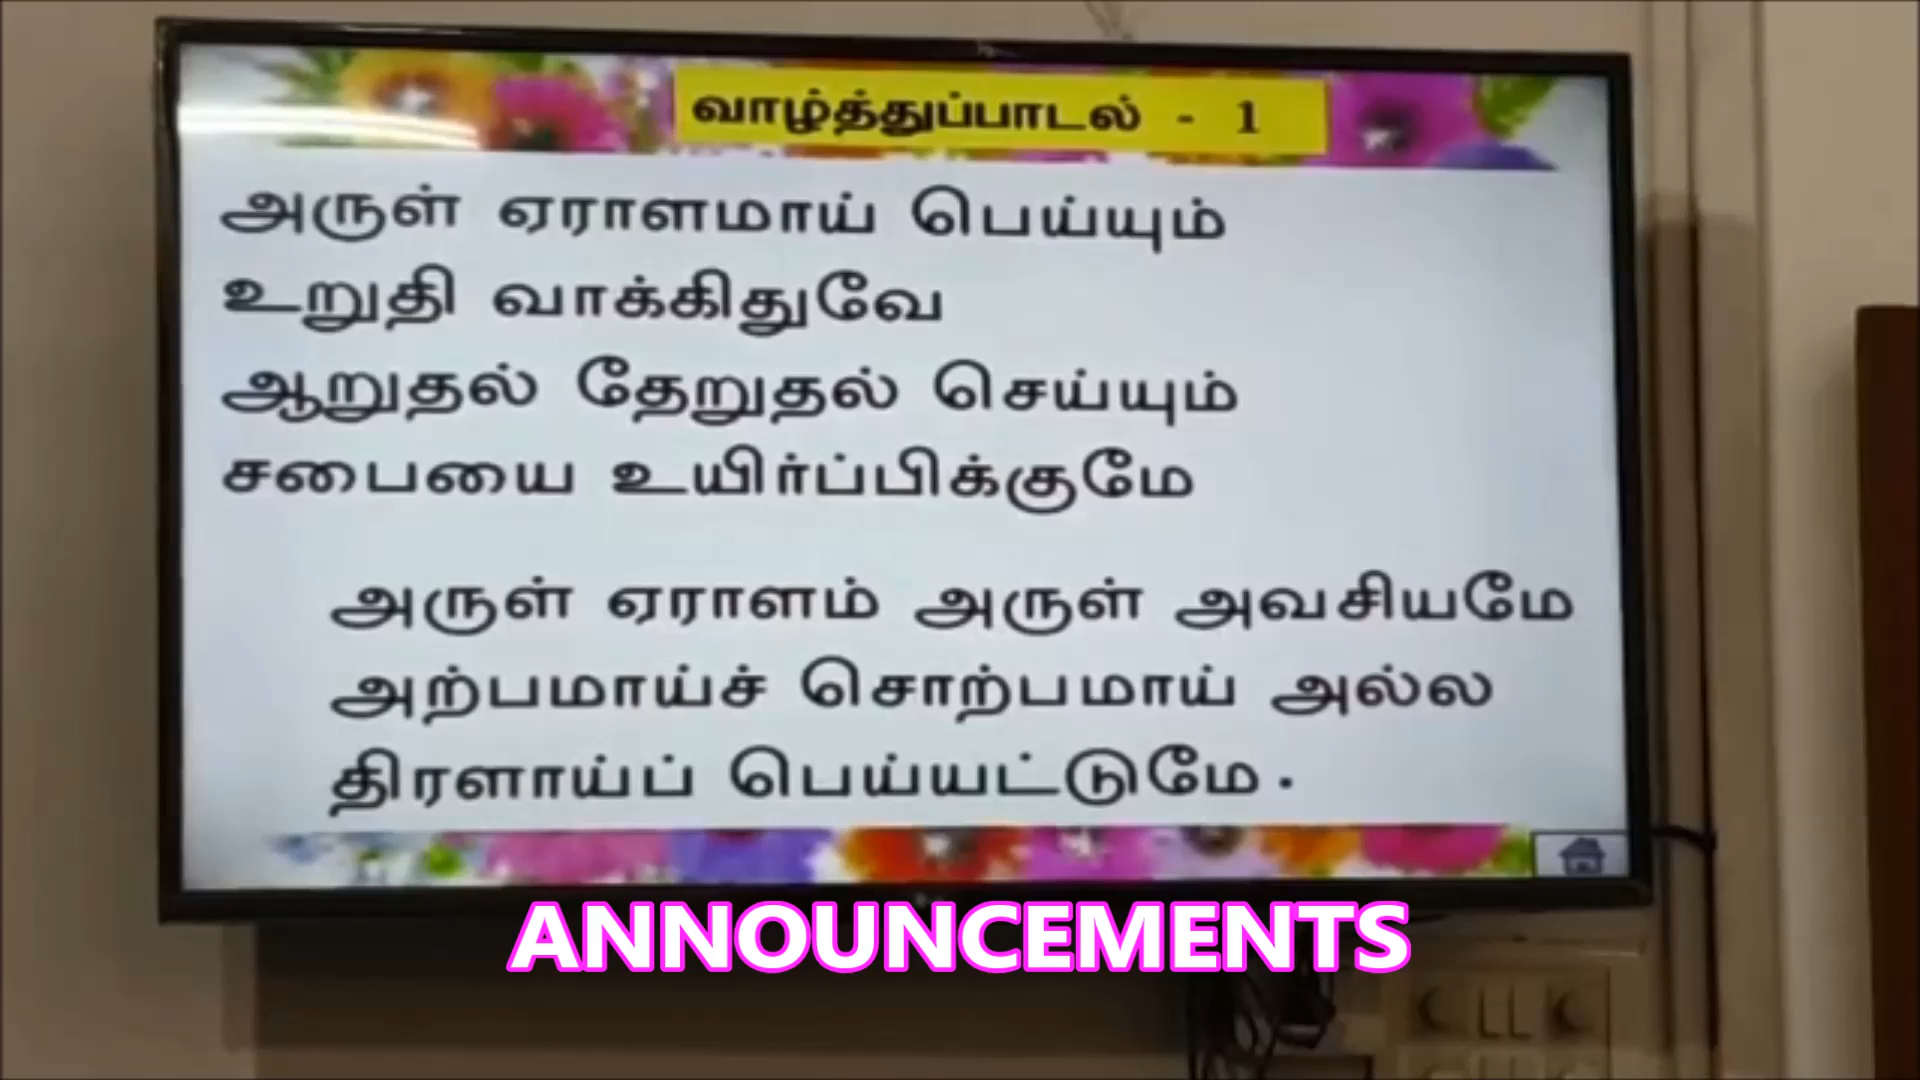 வாழ்த்துப்பாடல் - 1
அருள் ஏராளமாய் பெய்யும்
உறுதி வாக்கிதுவே
ஆறுதல் தேறுதல் செய்யும்
சபையை உயிர்ப்பிக்குமே
அருள் ஏராளம் அருள் அவசியமே
அற்பமாய்ச் சொற்பமாய் அல்ல
திரளாய்ப் பெய்யட்டுமே.
ANNOUNCEMENTS